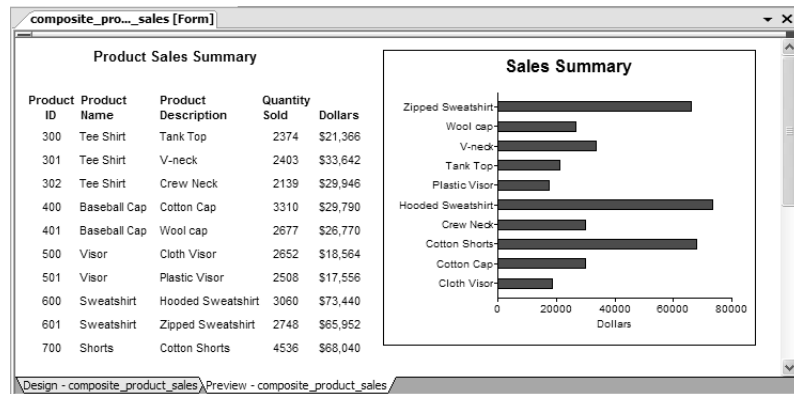 composite_pro..._sales [Form]
Product Sales Summary
Product ID Product Name Product Description Quantity Sold Dollars
300 Tee Shirt Tank Top 2374 $21,366
301 Tee Shirt V-neck 2403 $33,642
302 Tee Shirt Crew Neck 2139 $29,946
400 Baseball Cap Cotton Cap 3310 $29,790
401 Baseball Cap Wool cap 2677 $26,770
500 Visor Cloth Visor 2652 $18,564
501 Visor Plastic Visor 2508 $17,556
600 Sweatshirt Hooded Sweatshirt 3060 $73,440
601 Sweatshirt Zipped Sweatshirt 2748 $65,952
700 Shorts Cotton Shorts 4536 $68,040
Sales Summary
Zipped Sweatshirt
Wool cap
V-neck
Tank Top
Plastic Visor
Hooded Sweatshirt
Crew Neck
Cotton Shorts
Cotton Cap
Cloth Visor
0 20000 40000 60000 80000
Dollars
Design - composite_product_sales Preview - composite_product_sales